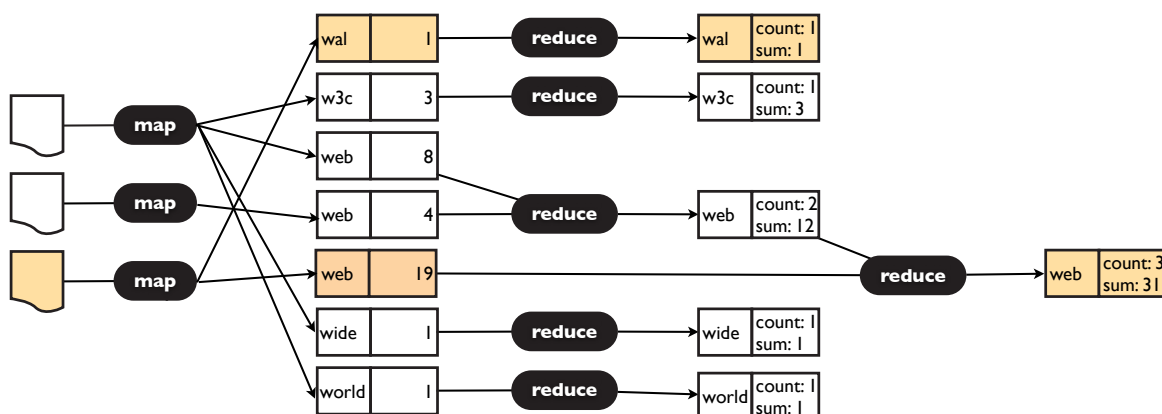 wal 1 reduce wal count: 1
sum: 1
w3c 3 reduce w3c count: 1
sum: 3
map
web 8
map
web 4 reduce web count: 2
sum: 12
map
web 19 reduce web count: 3
sum: 31
wide 1 reduce wide count: 1
sum: 1
world 1 reduce world count: 1
sum: 1